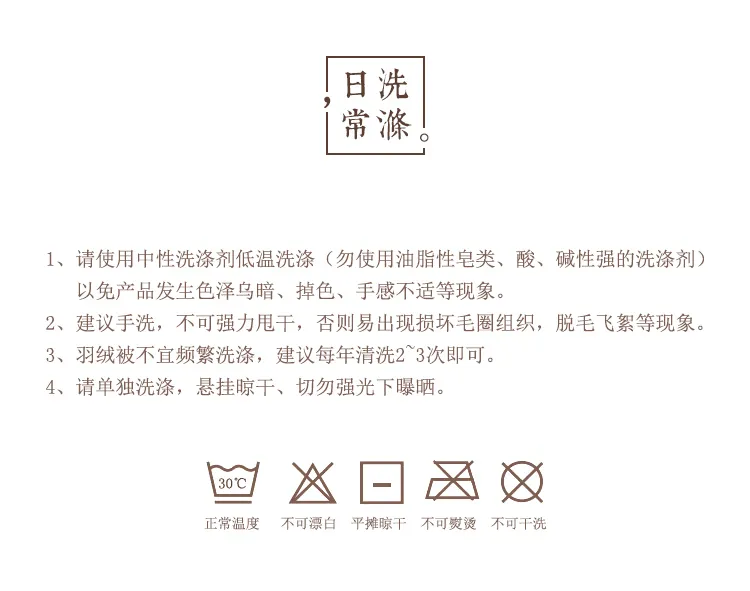 日洗
，常滌。
1、请使用中性洗涤剂低温洗涤（勿使用油脂性皂类、酸、碱性强的洗涤剂）
以免产品发生色泽乌暗、掉色、手感不适等现象。
2、建议手洗，不可强力甩干，否则易出现损坏毛圈组织，脱毛飞絮等现象。
3、羽绒被不宜频繁洗涤，建议每年清洗2~3次即可。
4、请单独洗涤，悬挂晾干、切勿强光下曝晒。
30℃
正常温度 不可漂白 平摊晾干 不可熨烫 不可干洗